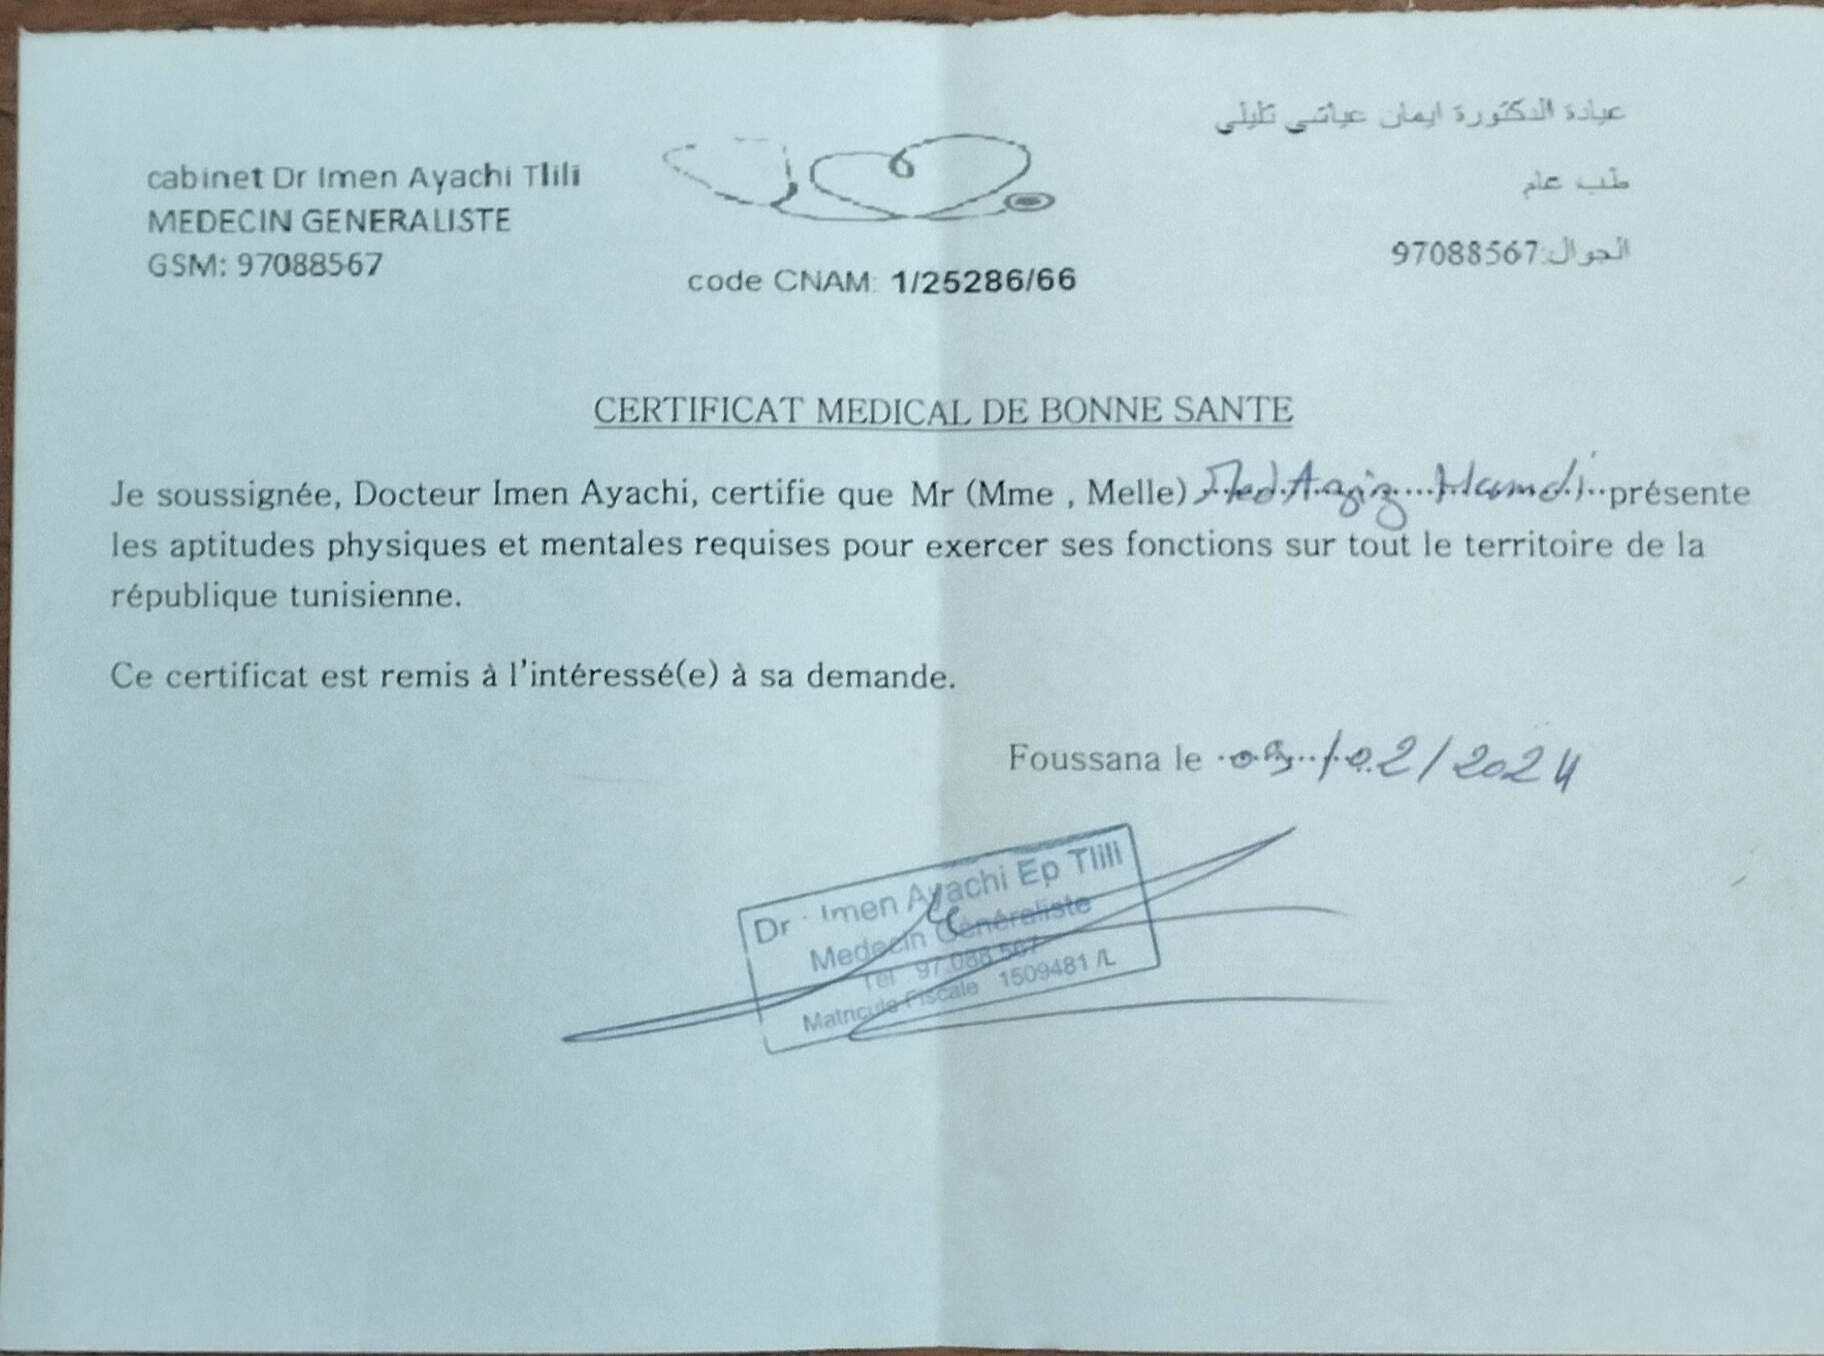 cabinet Dr Imen Ayachi Tlili
MEDECIN GENERALISTE
GSM: 97088567
code CNAM: 1/25286/66
عيادة الدكتورة ايمان عياشي تليلي
طب عام
الجوال:97088567
CERTIFICAT MEDICAL DE BONNE SANTE
Je soussignée, Docteur Imen Ayachi, certifie que Mr (Mme , Melle) Med Aziz Hamdi présente
les aptitudes physiques et mentales requises pour exercer ses fonctions sur tout le territoire de la
république tunisienne.
Ce certificat est remis à l'intéressé(e) à sa demande.
Foussana le /02/2024
Dr Imen Ayachi Ep Tlili
Medecin Généraliste
Tel 97 088 567
Matricule Fiscale 1509481 /L